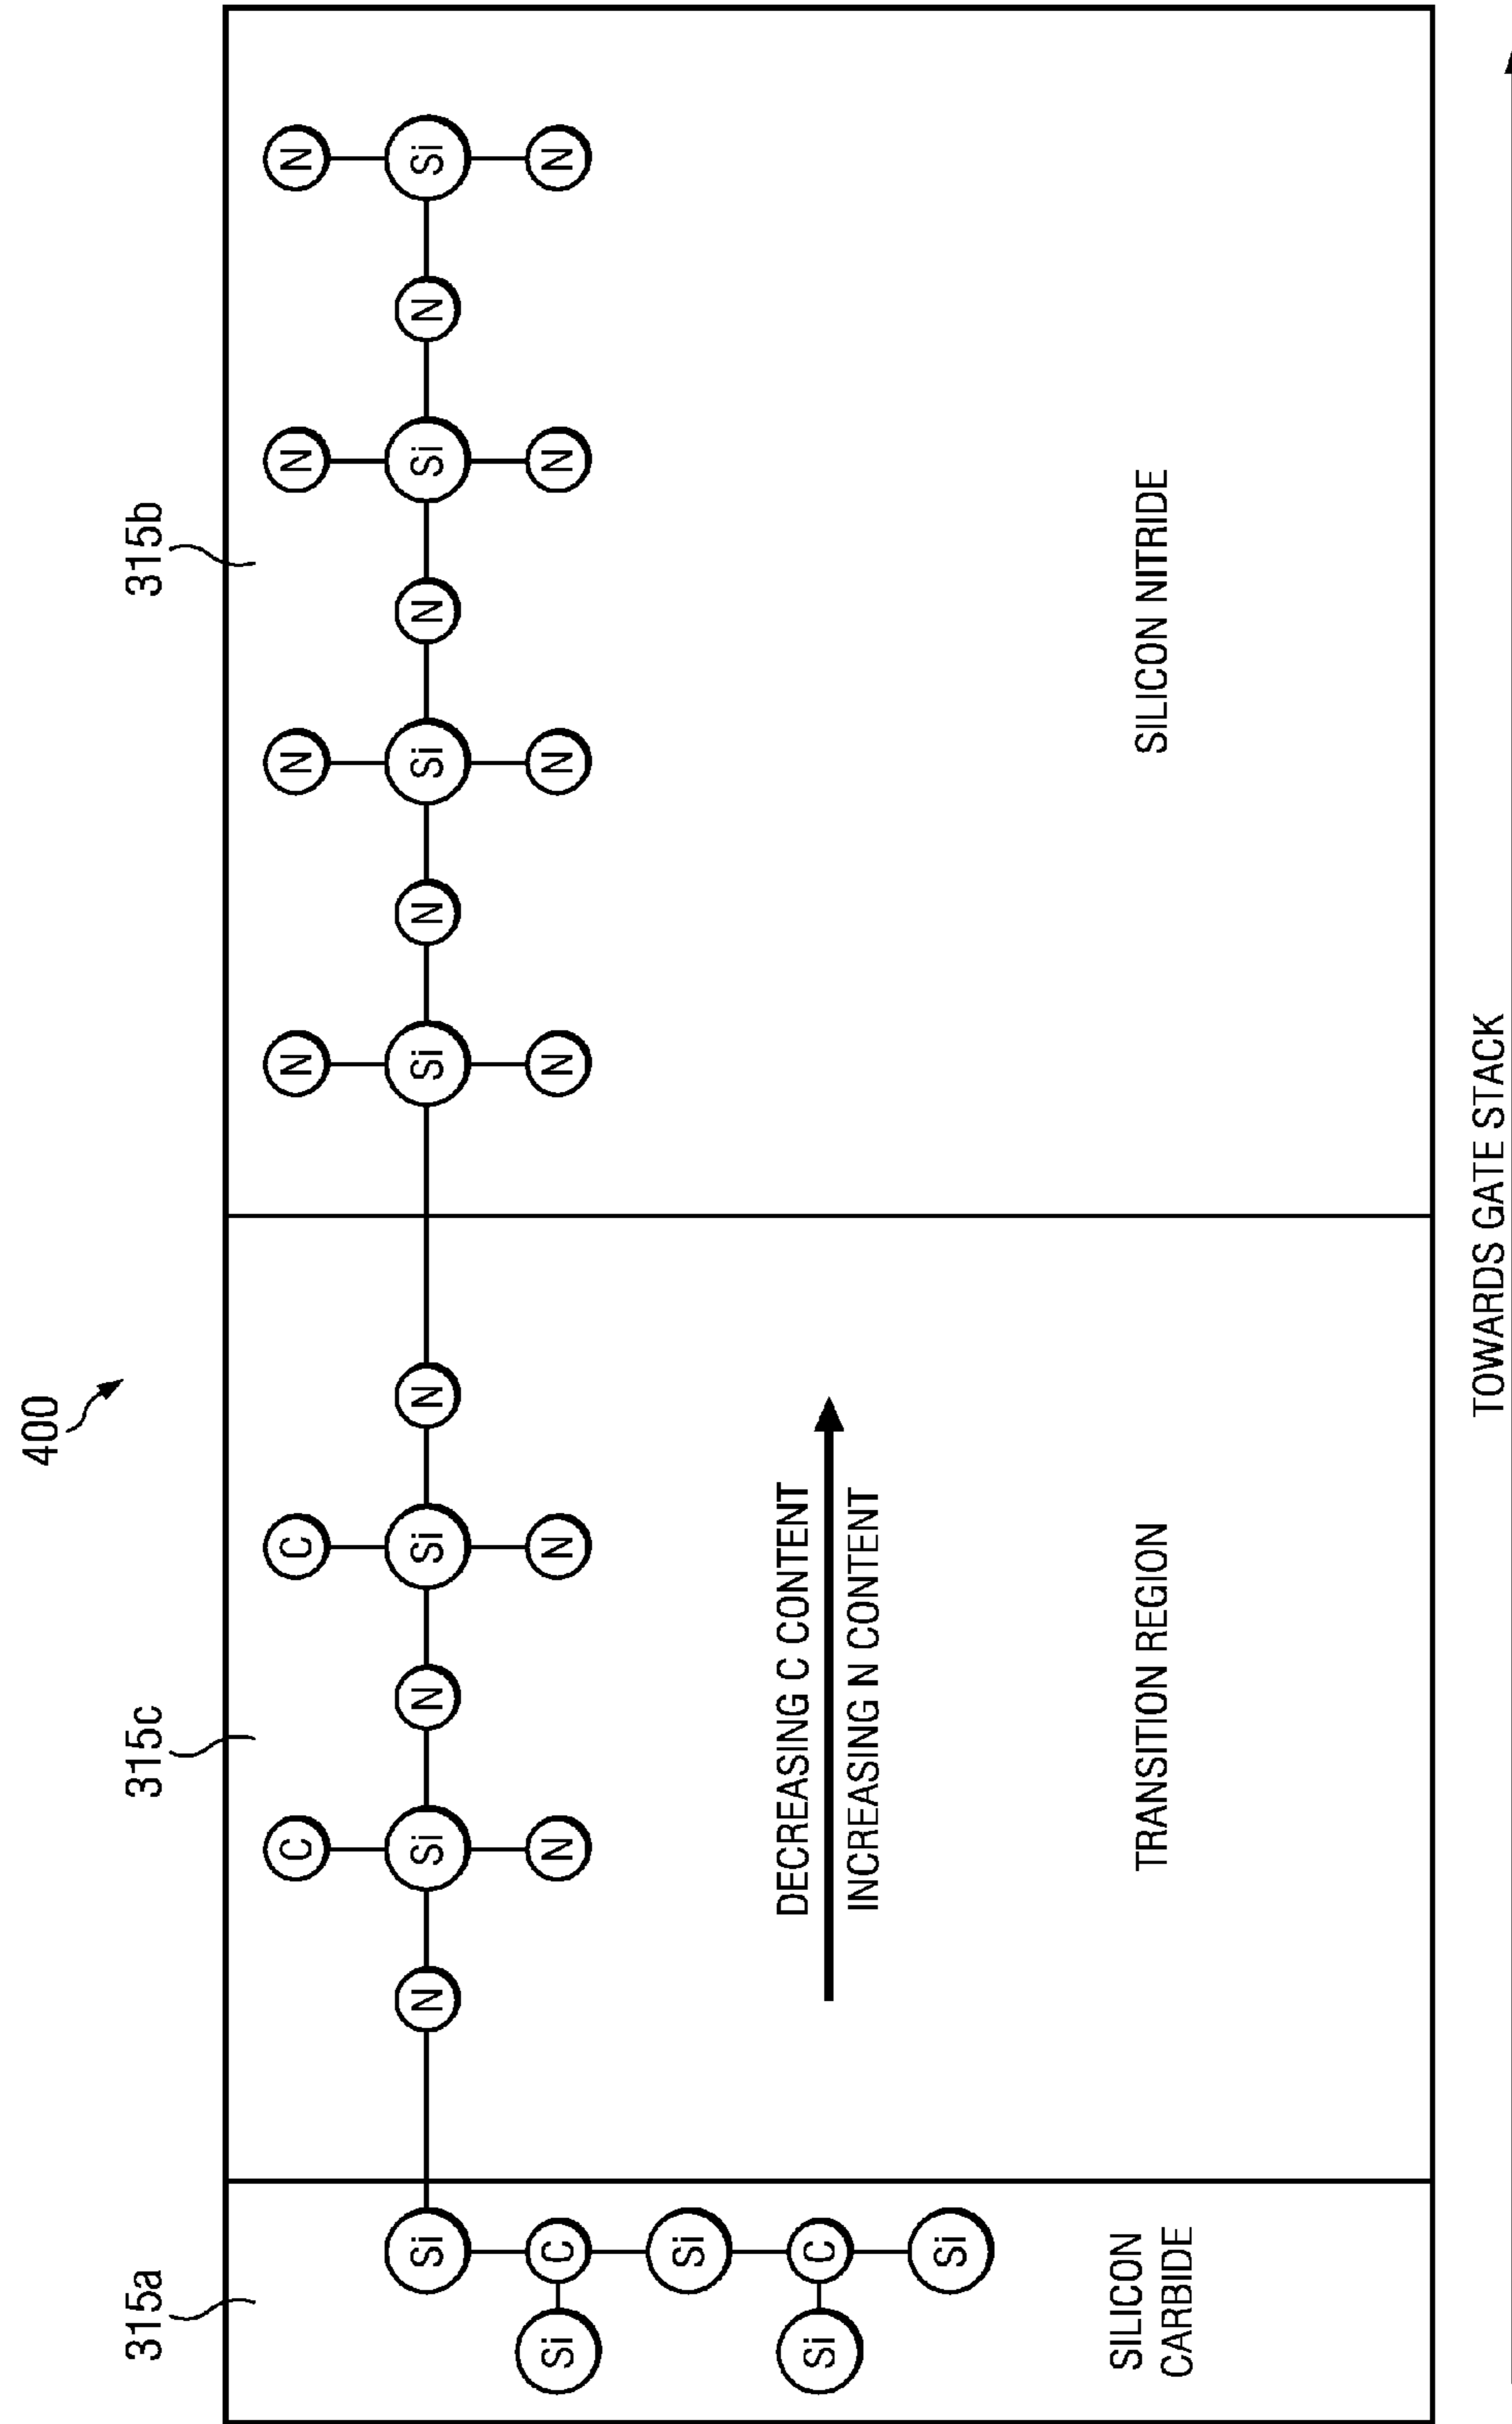 400
315a 315c 315b
C C N N N N
Si N Si N Si N Si N Si N Si N Si
Si C N N N N N N
Si
DECREASING C CONTENT
Si C
INCREASING N CONTENT
Si
SILICON
CARBIDE
TRANSITION REGION
SILICON NITRIDE
TOWARDS GATE STACK